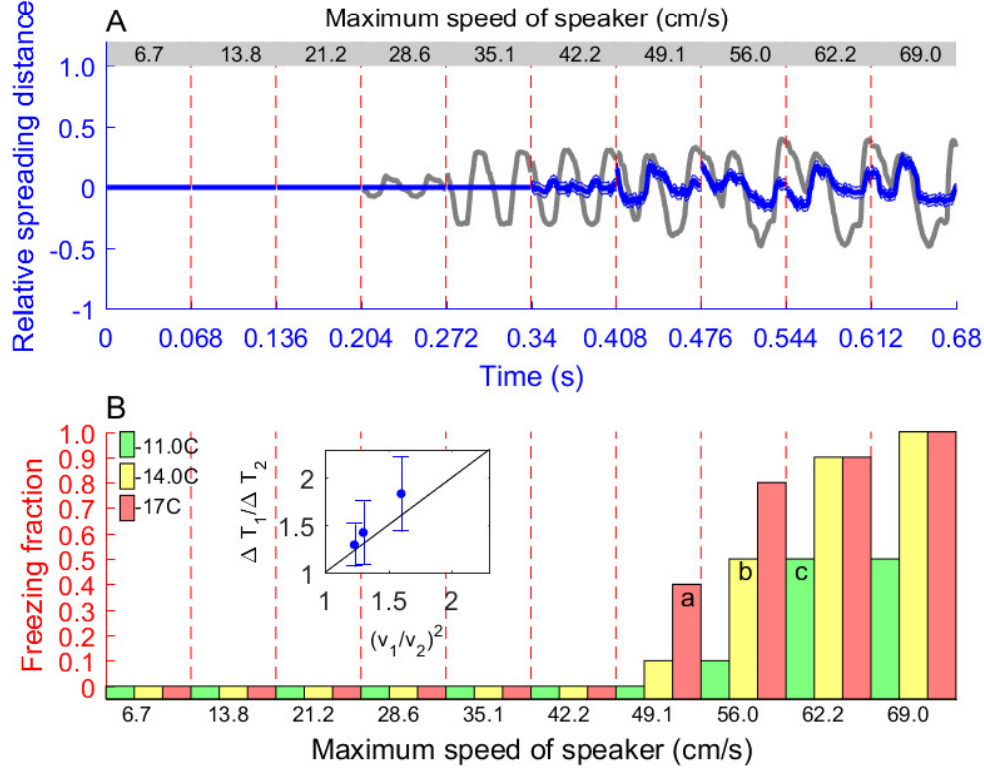 A
Maximum speed of speaker (cm/s)
6.7 13.8 21.2 28.6 35.1 42.2 49.1 56.0 62.2 69.0
Relative spreading distance
1.0
0.5
0
-0.5
-1
0 0.068 0.136 0.204 0.272 0.34 0.408 0.476 0.544 0.612 0.68
Time (s)
B
Freezing fraction
1.0
0.9
0.8
0.7
0.6
0.5
0.4
0.3
0.2
0.1
0
-11.0C
-14.0C
-17C
Δ T₁/Δ T₂
2
1.5
1
1 1.5 2
(v₁/v₂)²
a
b
c
6.7 13.8 21.2 28.6 35.1 42.2 49.1 56.0 62.2 69.0
Maximum speed of speaker (cm/s)